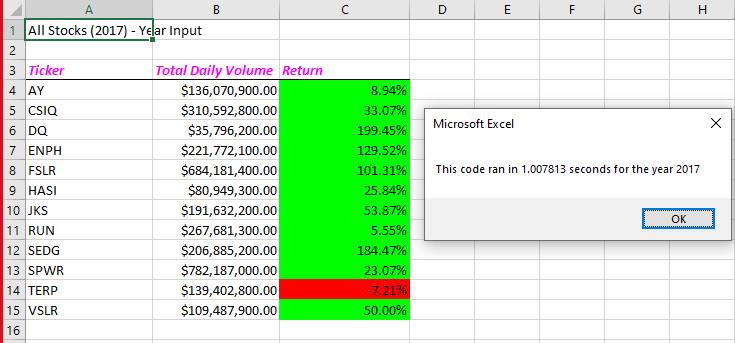 A B C D E F G H
1 All Stocks (2017) - Year Input
2
3 Ticker Total Daily Volume Return
4 AY $136,070,900.00 8.94%
5 CSIQ $310,592,800.00 33.07%
6 DQ $35,796,200.00 199.45%
7 ENPH $221,772,100.00 129.52%
8 FSLR $684,181,400.00 101.31%
9 HASI $80,949,300.00 25.84%
10 JKS $191,632,200.00 53.87%
11 RUN $267,681,300.00 5.55%
12 SEDG $206,885,200.00 184.47%
13 SPWR $782,187,000.00 23.07%
14 TERP $139,402,800.00 -7.21%
15 VSLR $109,487,900.00 50.00%
16
Microsoft Excel
This code ran in 1.007813 seconds for the year 2017
OK